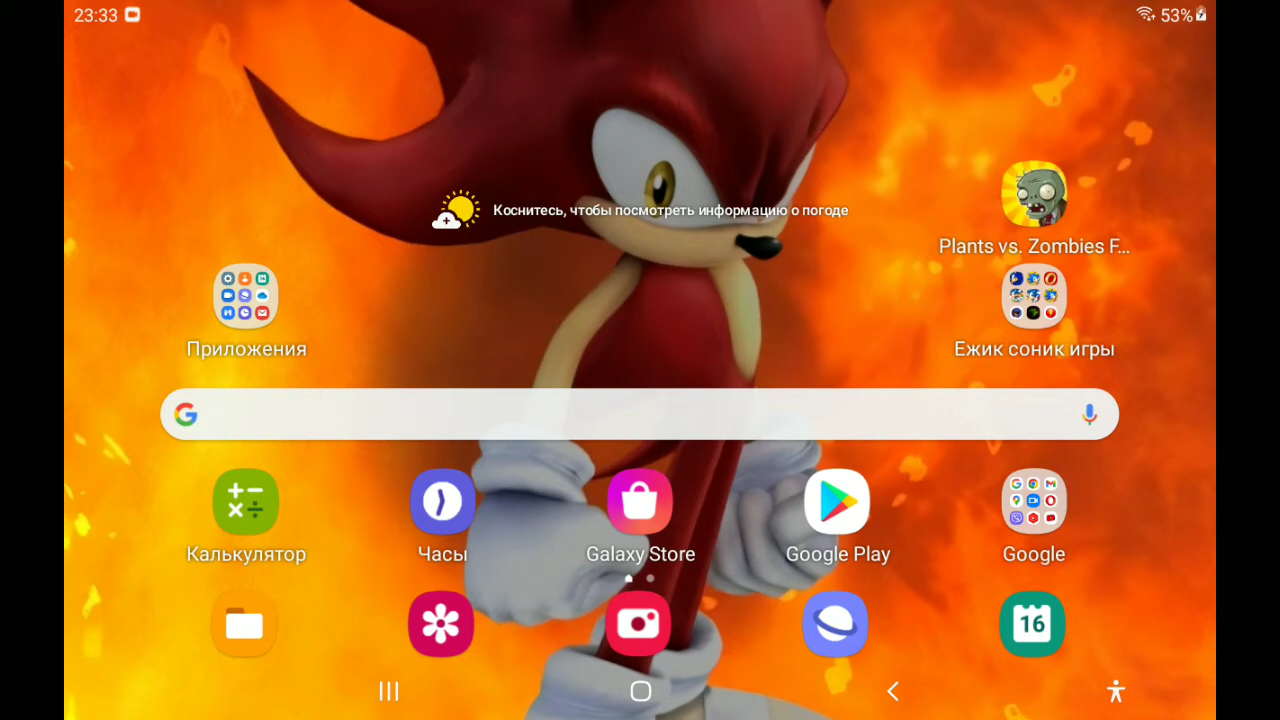 23:33
53%
Коснитесь, чтобы посмотреть информацию о погоде
Plants vs. Zombies F...
Приложения
Ежик соник игры
Калькулятор
Часы
Galaxy Store
Google Play
Google
16